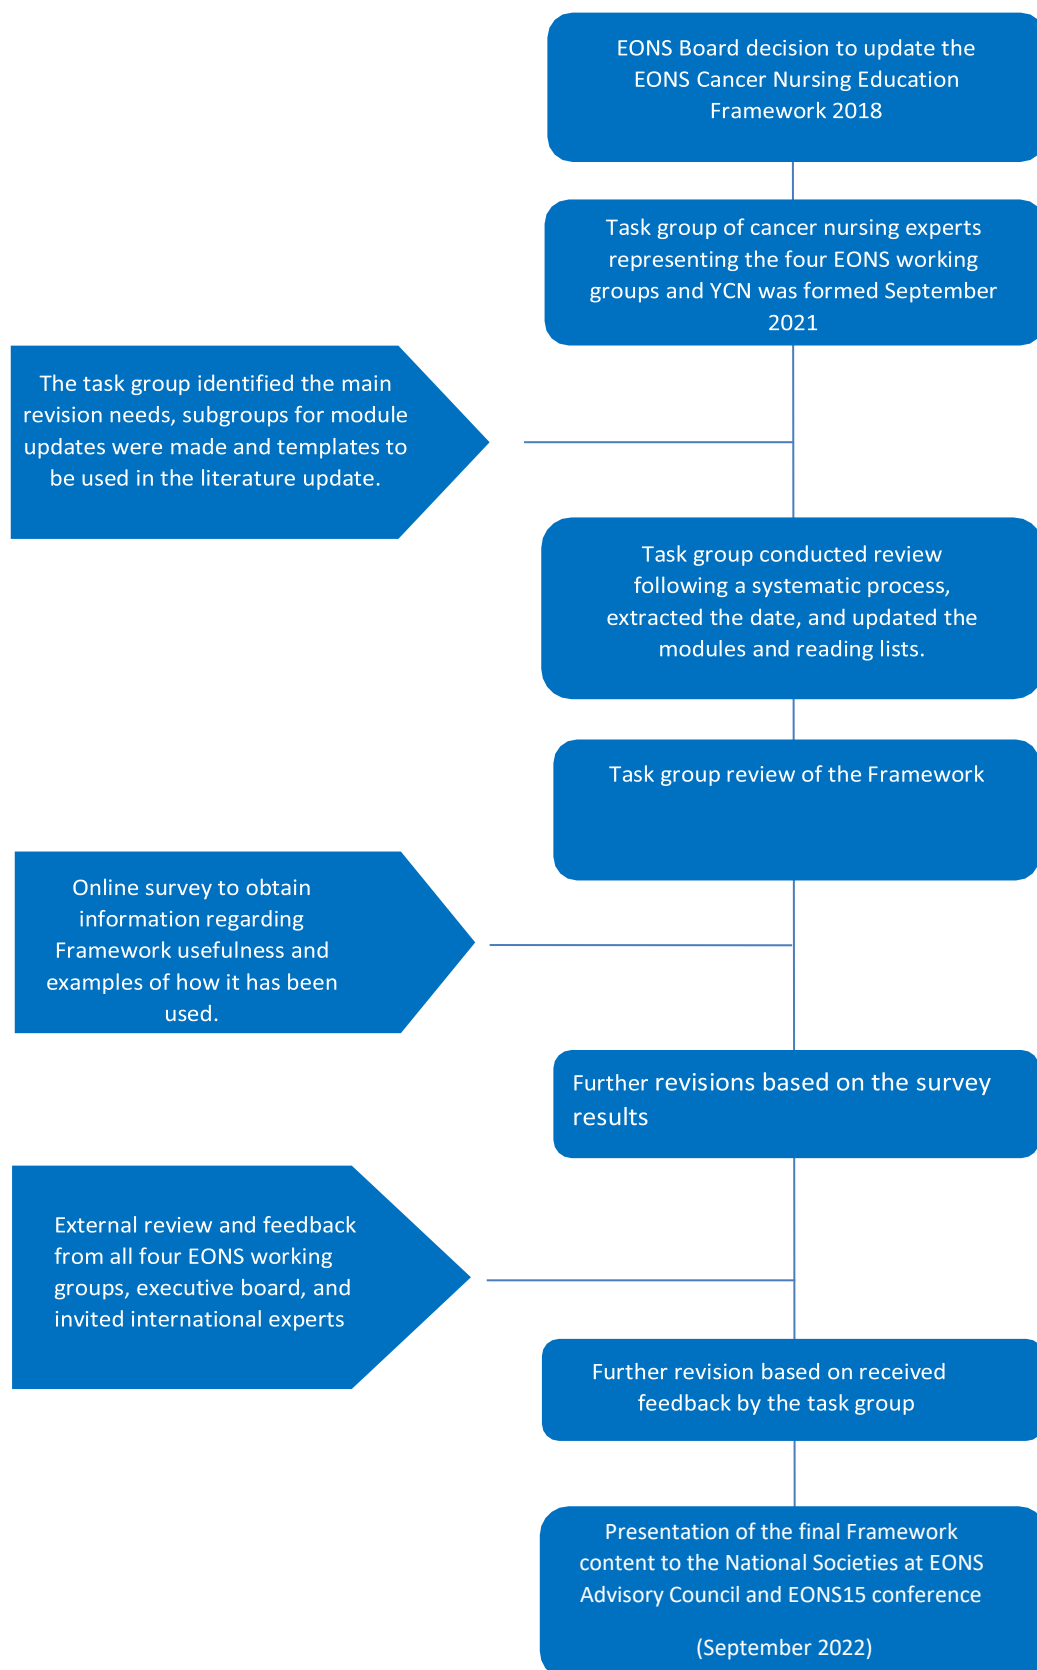 EONS Board decision to update the
EONS Cancer Nursing Education
Framework 2018
Task group of cancer nursing experts
representing the four EONS working
groups and YCN was formed September
2021
The task group identified the main
revision needs, subgroups for module
updates were made and templates to
be used in the literature update.
Task group conducted review
following a systematic process,
extracted the date, and updated the
modules and reading lists.
Task group review of the Framework
Online survey to obtain
information regarding
Framework usefulness and
examples of how it has been
used.
Further revisions based on the survey
results
External review and feedback
from all four EONS working
groups, executive board, and
invited international experts
Further revision based on received
feedback by the task group
Presentation of the final Framework
content to the National Societies at EONS
Advisory Council and EONS15 conference
(September 2022)